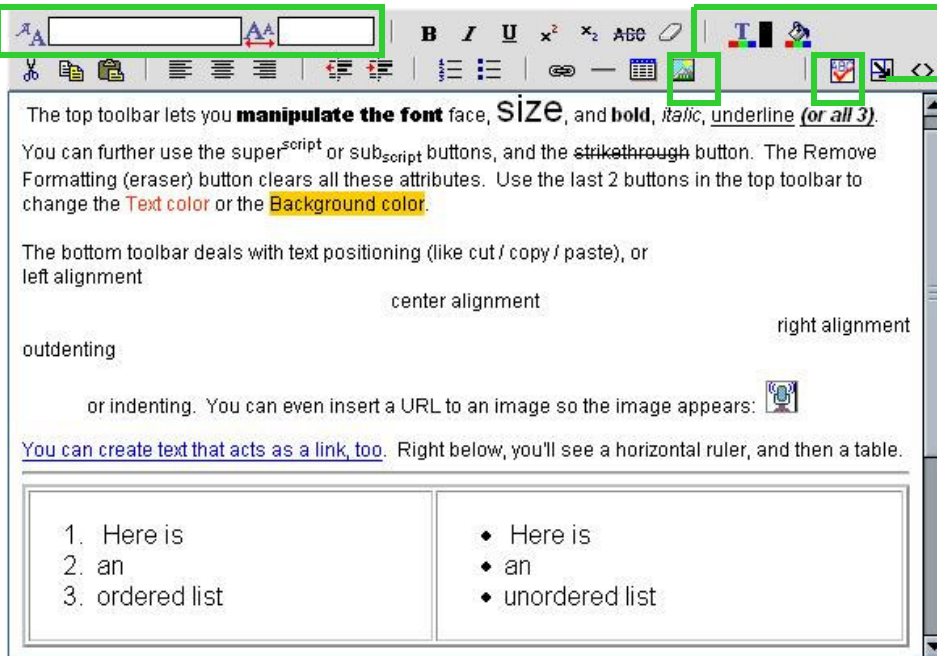 B I U x² ×₂ ABC T
ABC <>
The top toolbar lets you manipulate the font face, size, and bold, italic, underline (or all 3).
You can further use the superscript or subscript buttons, and the strikethrough button. The Remove
Formatting (eraser) button clears all these attributes. Use the last 2 buttons in the top toolbar to
change the Text color or the Background color.
The bottom toolbar deals with text positioning (like cut / copy / paste), or
left alignment
center alignment
right alignment
outdenting
or indenting. You can even insert a URL to an image so the image appears:
You can create text that acts as a link, too. Right below, you'll see a horizontal ruler, and then a table.
1. Here is
2. an
3. ordered list
• Here is
• an
• unordered list